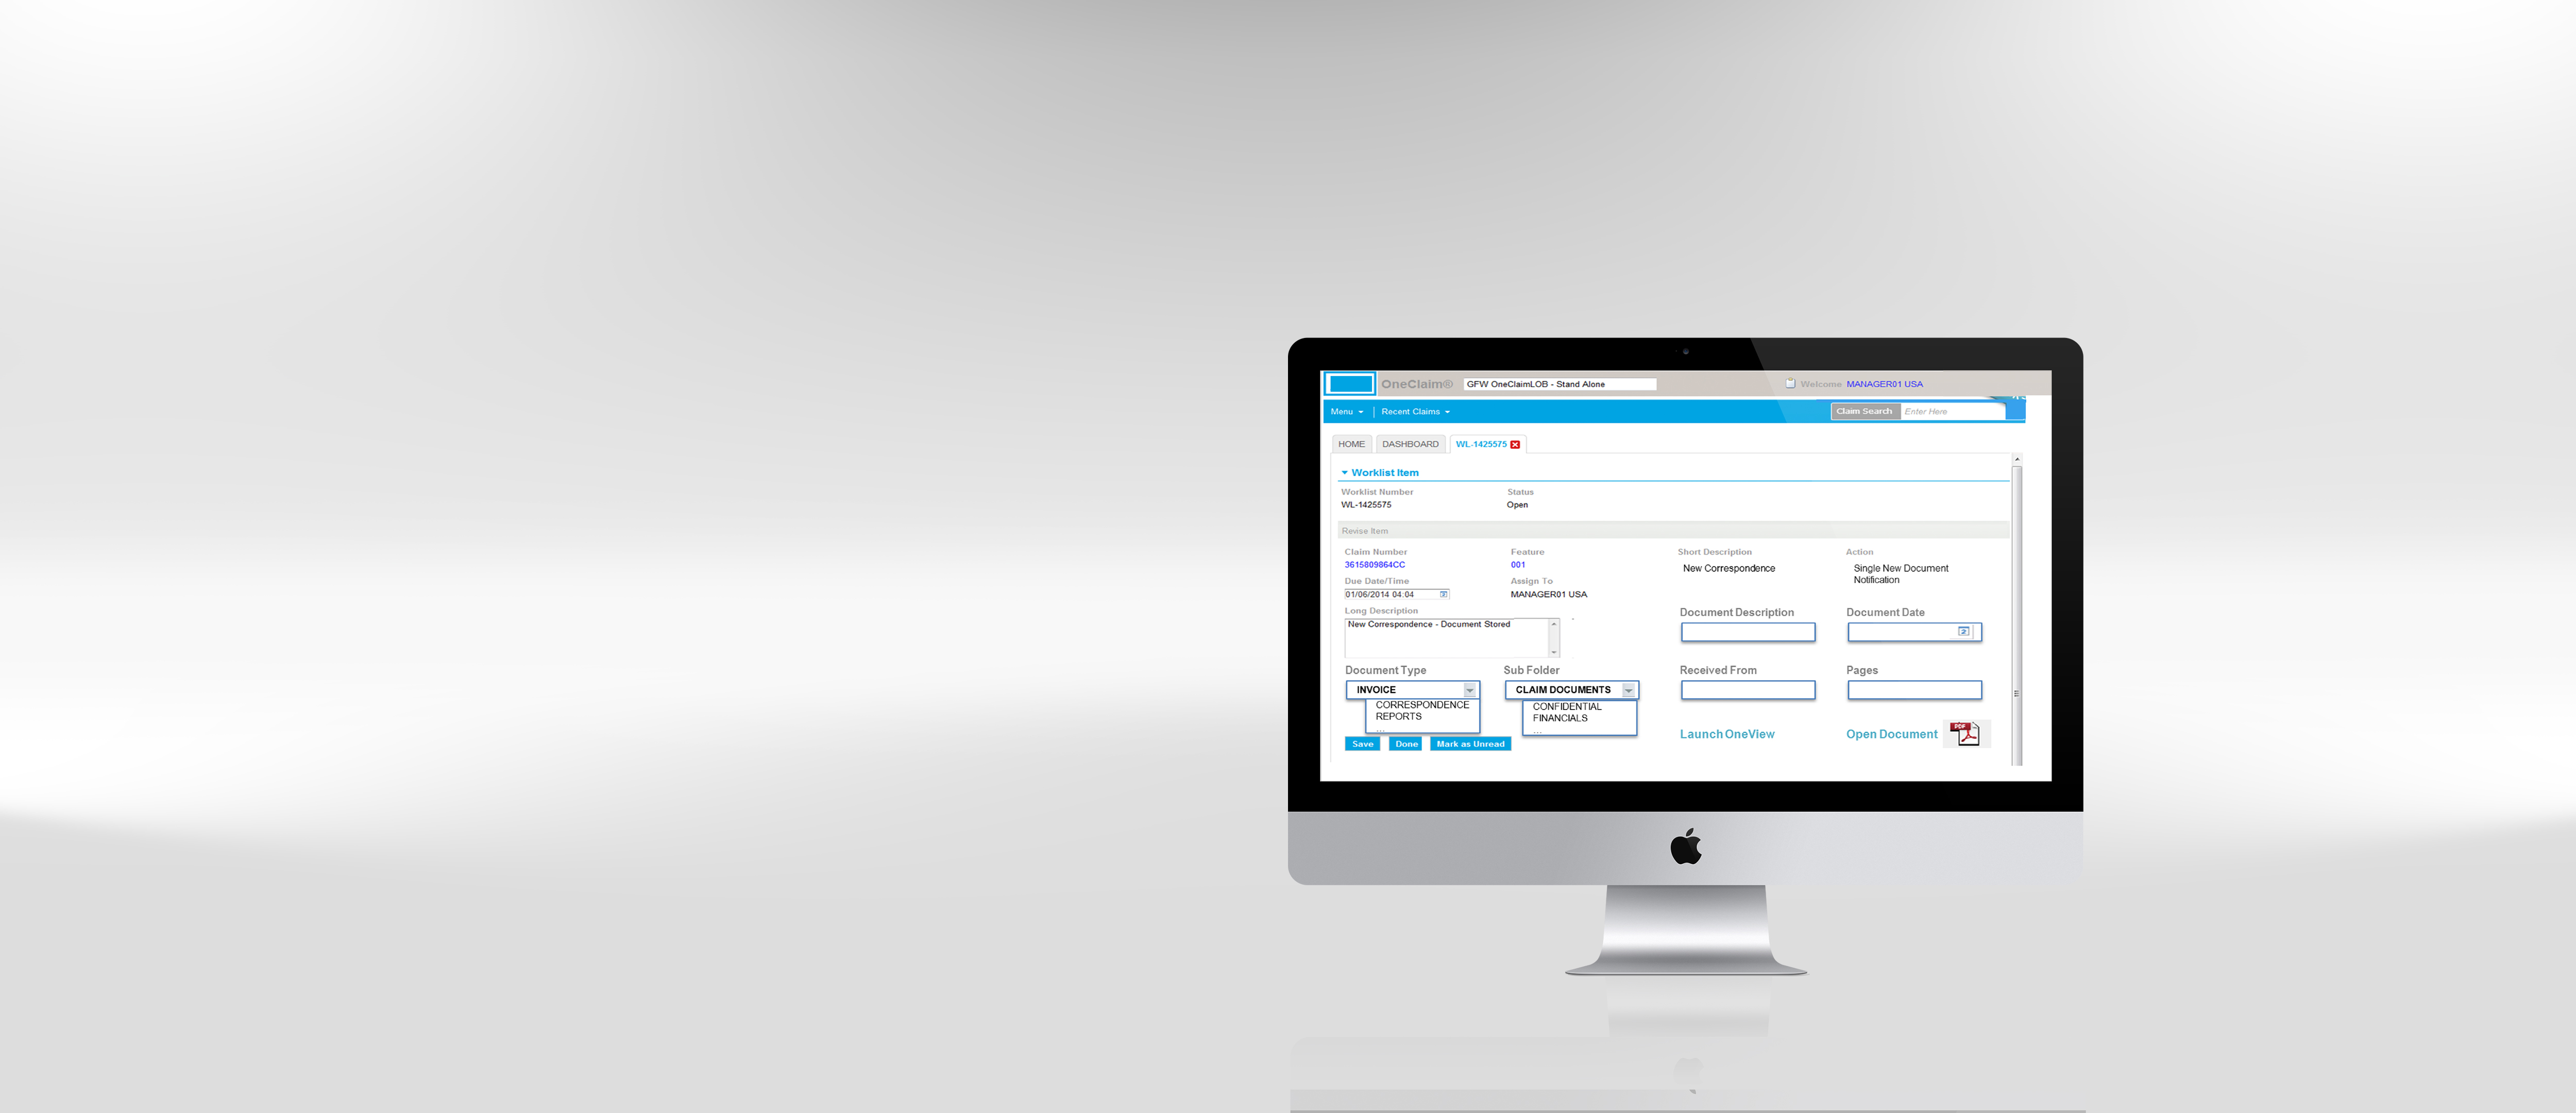 OneClaim® GFW OneClaimLOB - Stand Alone Welcome MANAGER01 USA
Menu Recent Claims Claim Search Enter Here
HOME DASHBOARD WL-1425575
Worklist Item
Worklist Number Status
WL-1425575 Open
Revise Item
Claim Number Feature Short Description Action
3615809864CC 001 New Correspondence Single New Document
Notification
Due Date/Time Assign To
01/06/2014 04:04 MANAGER01 USA
Long Description Document Description Document Date
New Correspondence - Document Stored
Document Type Sub Folder Received From Pages
INVOICE CLAIM DOCUMENTS
CORRESPONDENCE CONFIDENTIAL
REPORTS FINANCIALS
... ...
Launch OneView Open Document PDF
Save Done Mark as Unread